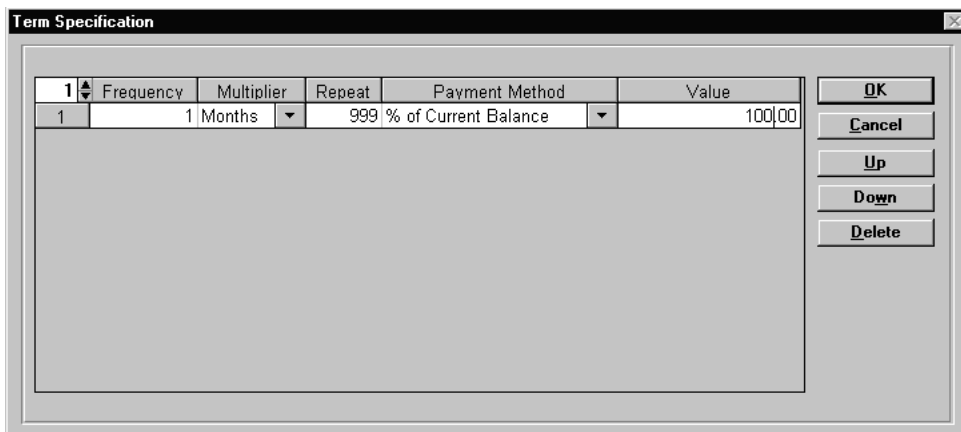 Term Specification
1 Frequency Multiplier Repeat Payment Method Value
1 1 Months 999 % of Current Balance 100.00
OK
Cancel
Up
Down
Delete